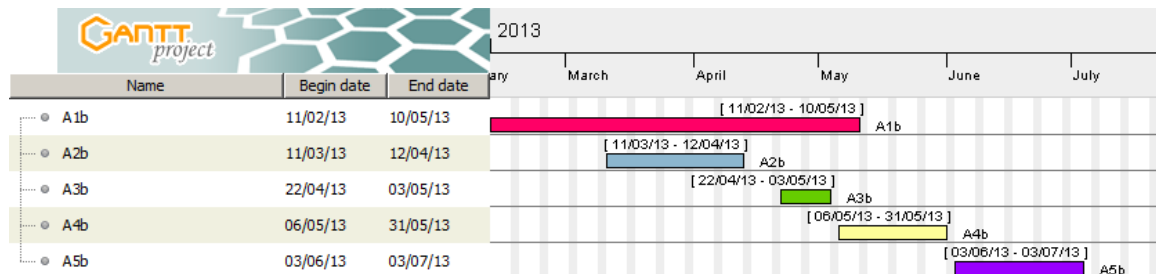 GANTT
project
2013
ary March April May June July
Name Begin date End date
[ 11/02/13 - 10/05/13 ]
A1b 11/02/13 10/05/13 A1b
[ 11/03/13 - 12/04/13 ]
A2b 11/03/13 12/04/13 A2b
[ 22/04/13 - 03/05/13 ]
A3b 22/04/13 03/05/13 A3b
[ 06/05/13 - 31/05/13 ]
A4b 06/05/13 31/05/13 A4b
[ 03/06/13 - 03/07/13 ]
A5b 03/06/13 03/07/13 A5b